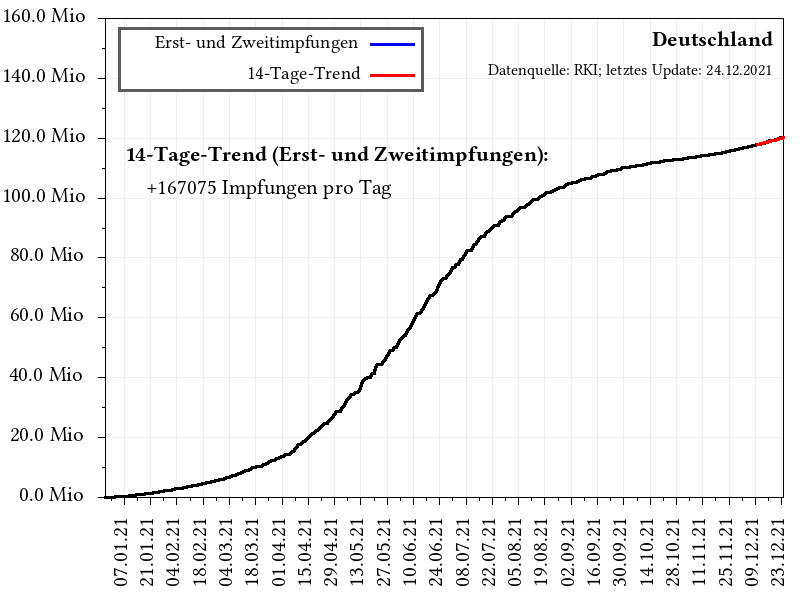 160.0 Mio
140.0 Mio
120.0 Mio
100.0 Mio
80.0 Mio
60.0 Mio
40.0 Mio
20.0 Mio
0.0 Mio
Erst- und Zweitimpfungen
14-Tage-Trend
Deutschland
Datenquelle: RKI; letztes Update: 24.12.2021
14-Tage-Trend (Erst- und Zweitimpfungen):
+167075 Impfungen pro Tag
07.01.21
21.01.21
04.02.21
18.02.21
04.03.21
18.03.21
01.04.21
15.04.21
29.04.21
13.05.21
27.05.21
10.06.21
24.06.21
08.07.21
22.07.21
05.08.21
19.08.21
02.09.21
16.09.21
30.09.21
14.10.21
28.10.21
11.11.21
25.11.21
09.12.21
23.12.21